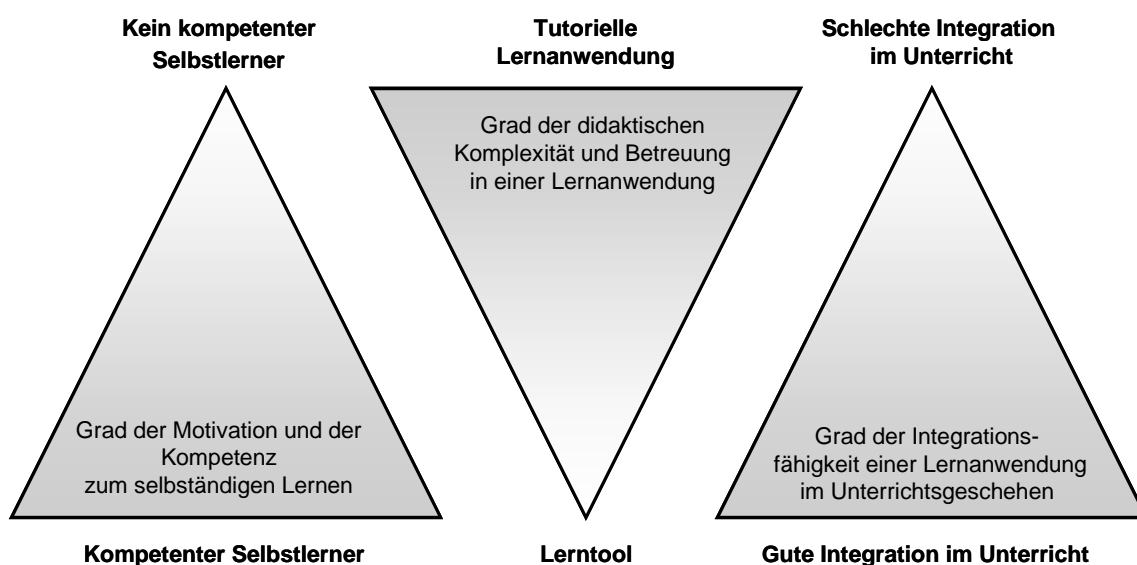 Kein kompetenter
Selbstlerner
Tutorielle
Lernanwendung
Schlechte Integration
im Unterricht
Grad der didaktischen
Komplexität und Betreuung
in einer Lernanwendung
Grad der Motivation und der
Kompetenz
zum selbständigen Lernen
Grad der Integrations-
fähigkeit einer Lernanwendung
im Unterrichtsgeschehen
Kompetenter Selbstlerner
Lerntool
Gute Integration im Unterricht